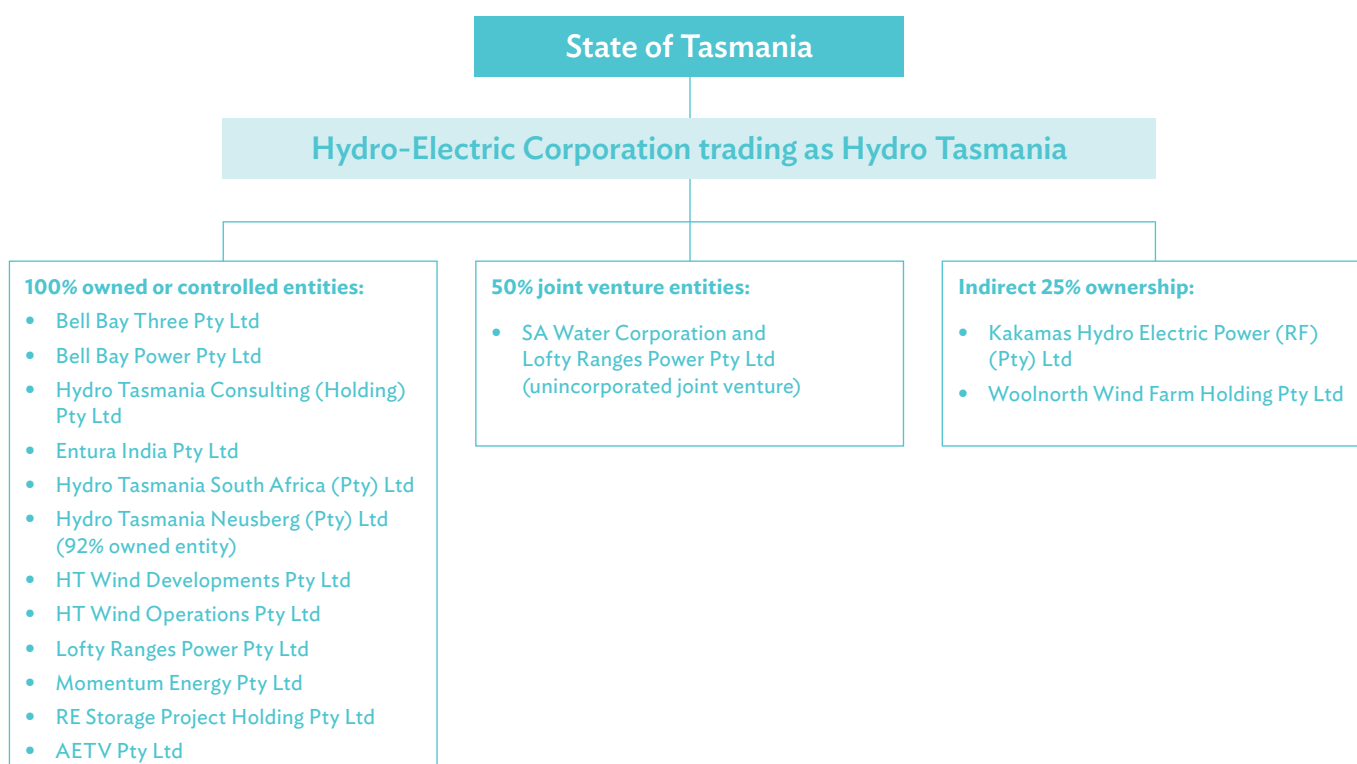 State of Tasmania
Hydro-Electric Corporation trading as Hydro Tasmania
100% owned or controlled entities:
• Bell Bay Three Pty Ltd
• Bell Bay Power Pty Ltd
• Hydro Tasmania Consulting (Holding)
Pty Ltd
• Entura India Pty Ltd
• Hydro Tasmania South Africa (Pty) Ltd
• Hydro Tasmania Neusberg (Pty) Ltd
(92% owned entity)
• HT Wind Developments Pty Ltd
• HT Wind Operations Pty Ltd
• Lofty Ranges Power Pty Ltd
• Momentum Energy Pty Ltd
• RE Storage Project Holding Pty Ltd
• AETV Pty Ltd
50% joint venture entities:
• SA Water Corporation and
Lofty Ranges Power Pty Ltd
(unincorporated joint venture)
Indirect 25% ownership:
• Kakamas Hydro Electric Power (RF)
(Pty) Ltd
• Woolnorth Wind Farm Holding Pty Ltd